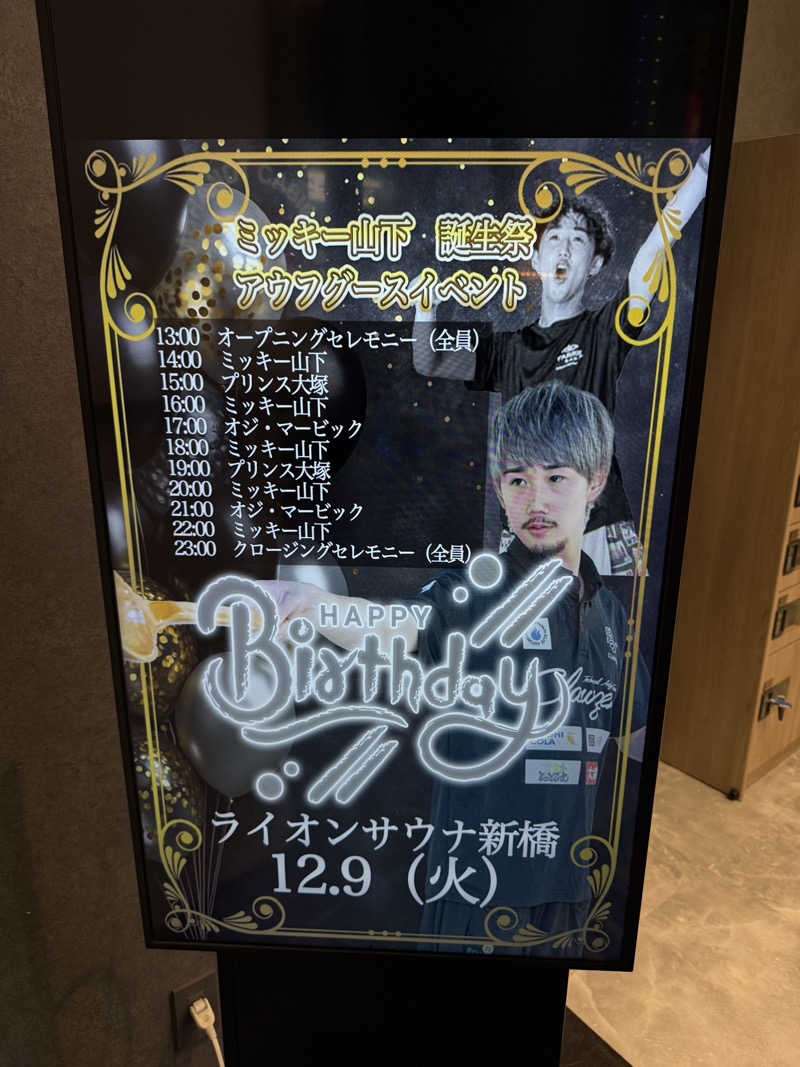 ミッキー山下 誕生祭
アウフグースイベント
13:00 オープニングセレモニー（全員）
14:00 ミッキー山下
15:00 プリンス大塚
16:00 ミッキー山下
17:00 オジ・マービック
18:00 ミッキー山下
19:00 プリンス大塚
20:00 ミッキー山下
21:00 オジ・マービック
22:00 ミッキー山下
23:00 クロージングセレモニー（全員）
HAPPY
Birthday
ライオンサウナ新橋
12.9（火）